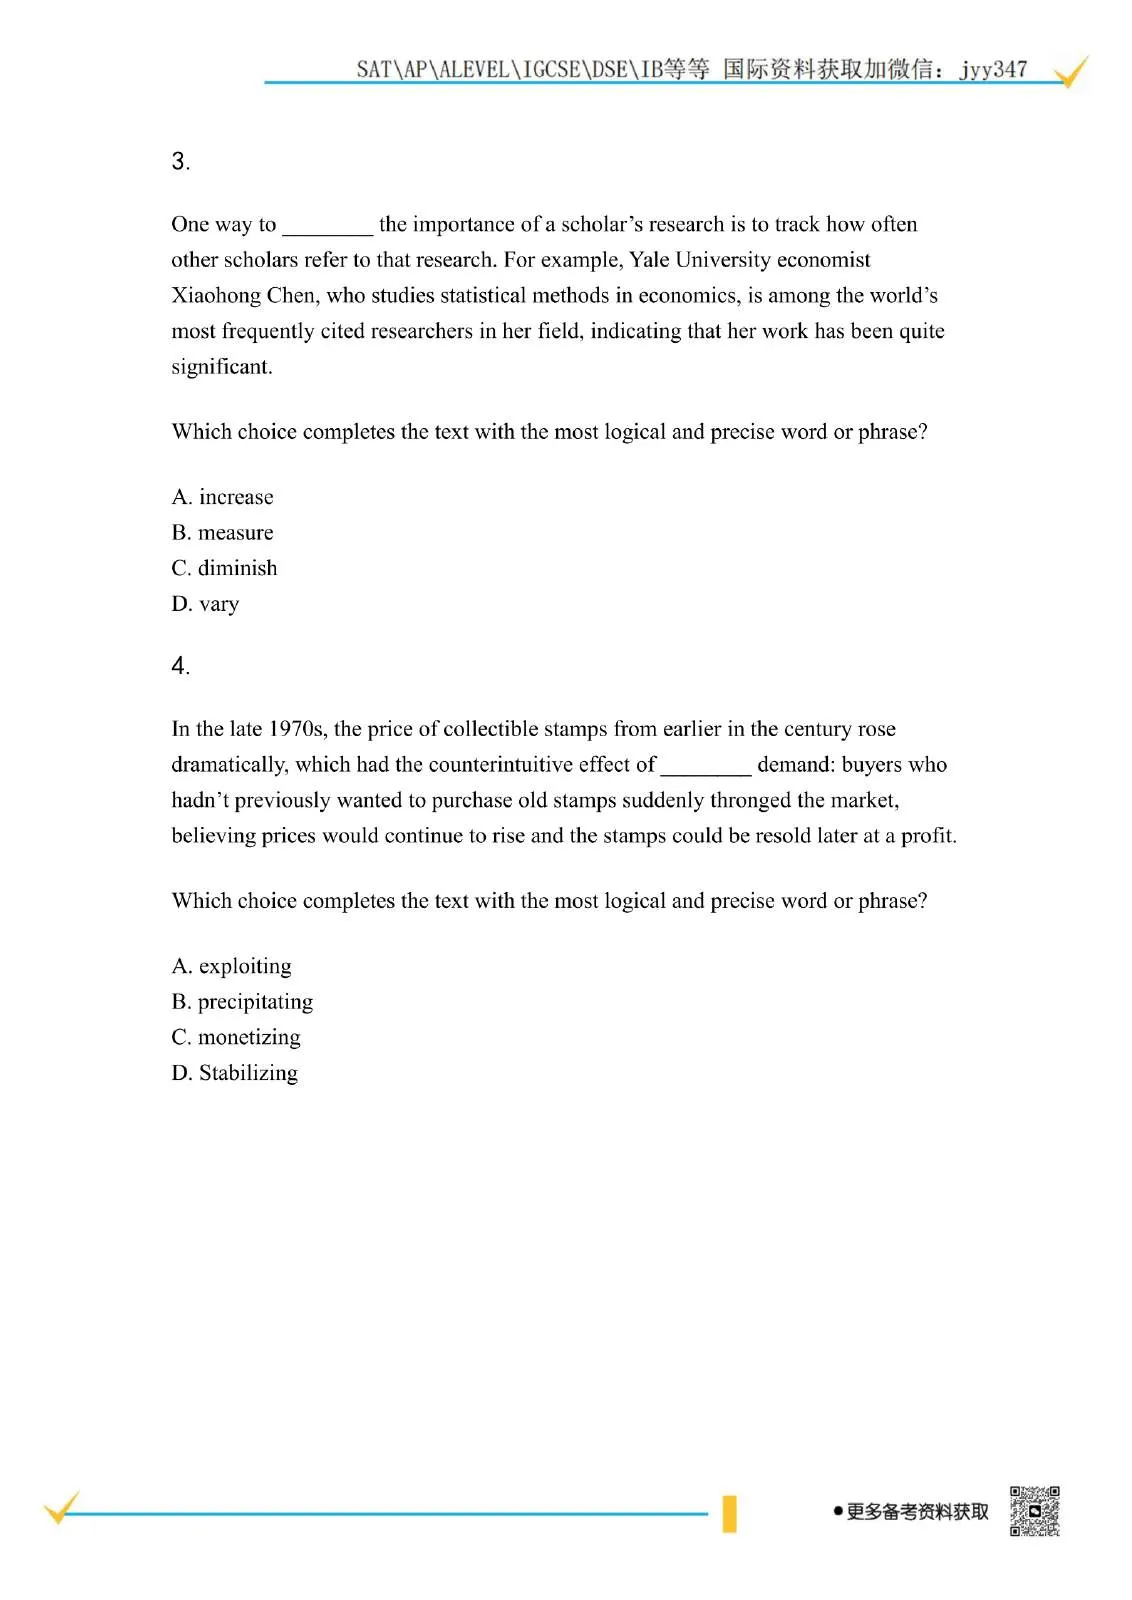 SAT\AP\ALEVEL\IGCSE\DSE\IB等等 国际资料获取加微信：jyy347
3.
One way to ________ the importance of a scholar’s research is to track how often
other scholars refer to that research. For example, Yale University economist
Xiaohong Chen, who studies statistical methods in economics, is among the world’s
most frequently cited researchers in her field, indicating that her work has been quite
significant.
Which choice completes the text with the most logical and precise word or phrase?
A. increase
B. measure
C. diminish
D. vary
4.
In the late 1970s, the price of collectible stamps from earlier in the century rose
dramatically, which had the counterintuitive effect of ________ demand: buyers who
hadn’t previously wanted to purchase old stamps suddenly thronged the market,
believing prices would continue to rise and the stamps could be resold later at a profit.
Which choice completes the text with the most logical and precise word or phrase?
A. exploiting
B. precipitating
C. monetizing
D. Stabilizing
●更多备考资料获取